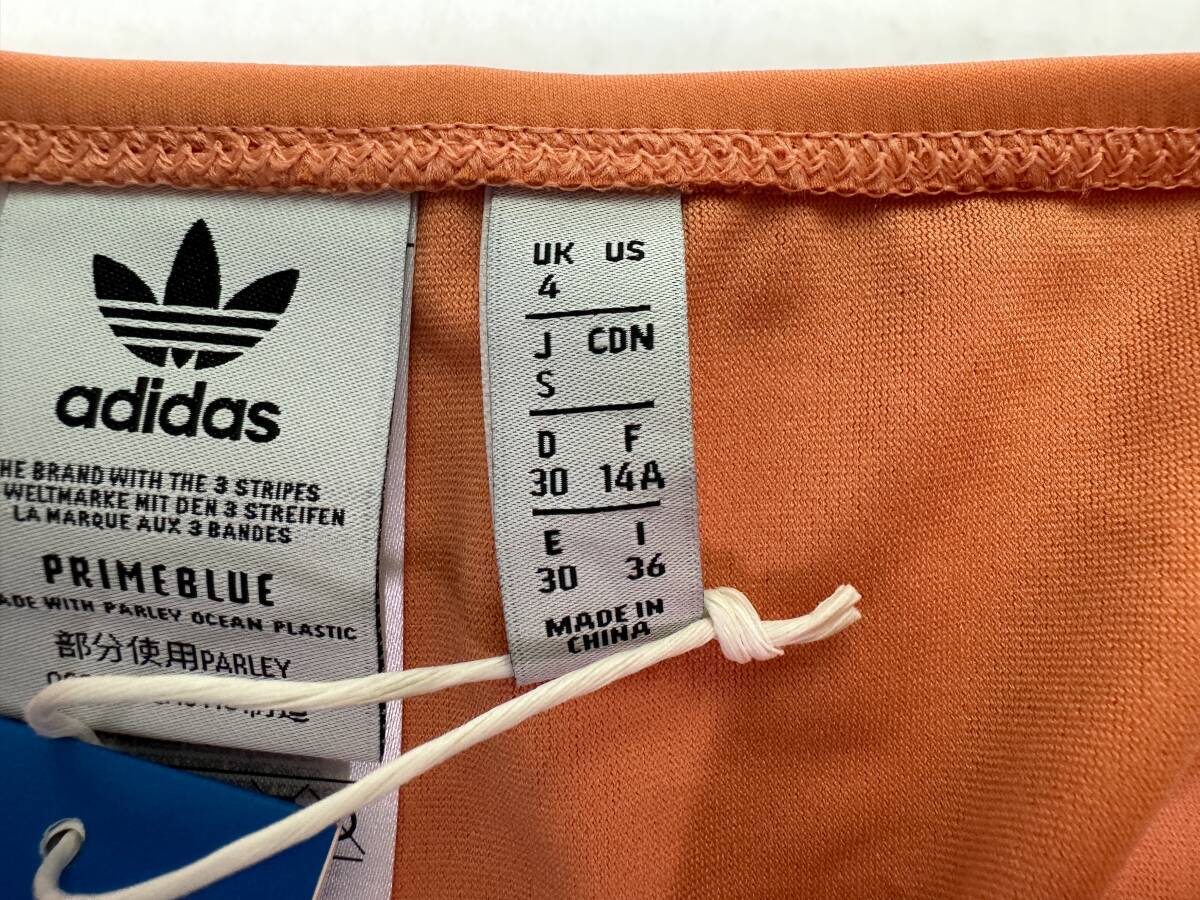 adidas
HE BRAND WITH THE 3 STRIPES
WELTMARKE MIT DEN 3 STREIFEN
LA MARQUE AUX 3 BANDES
PRIMEBLUE
ADE WITH PARLEY OCEAN PLASTIC
部分使用PARLEY
制造
UK US
4
J CDN
S
D F
30 14A
E I
30 36
MADE IN
CHINA